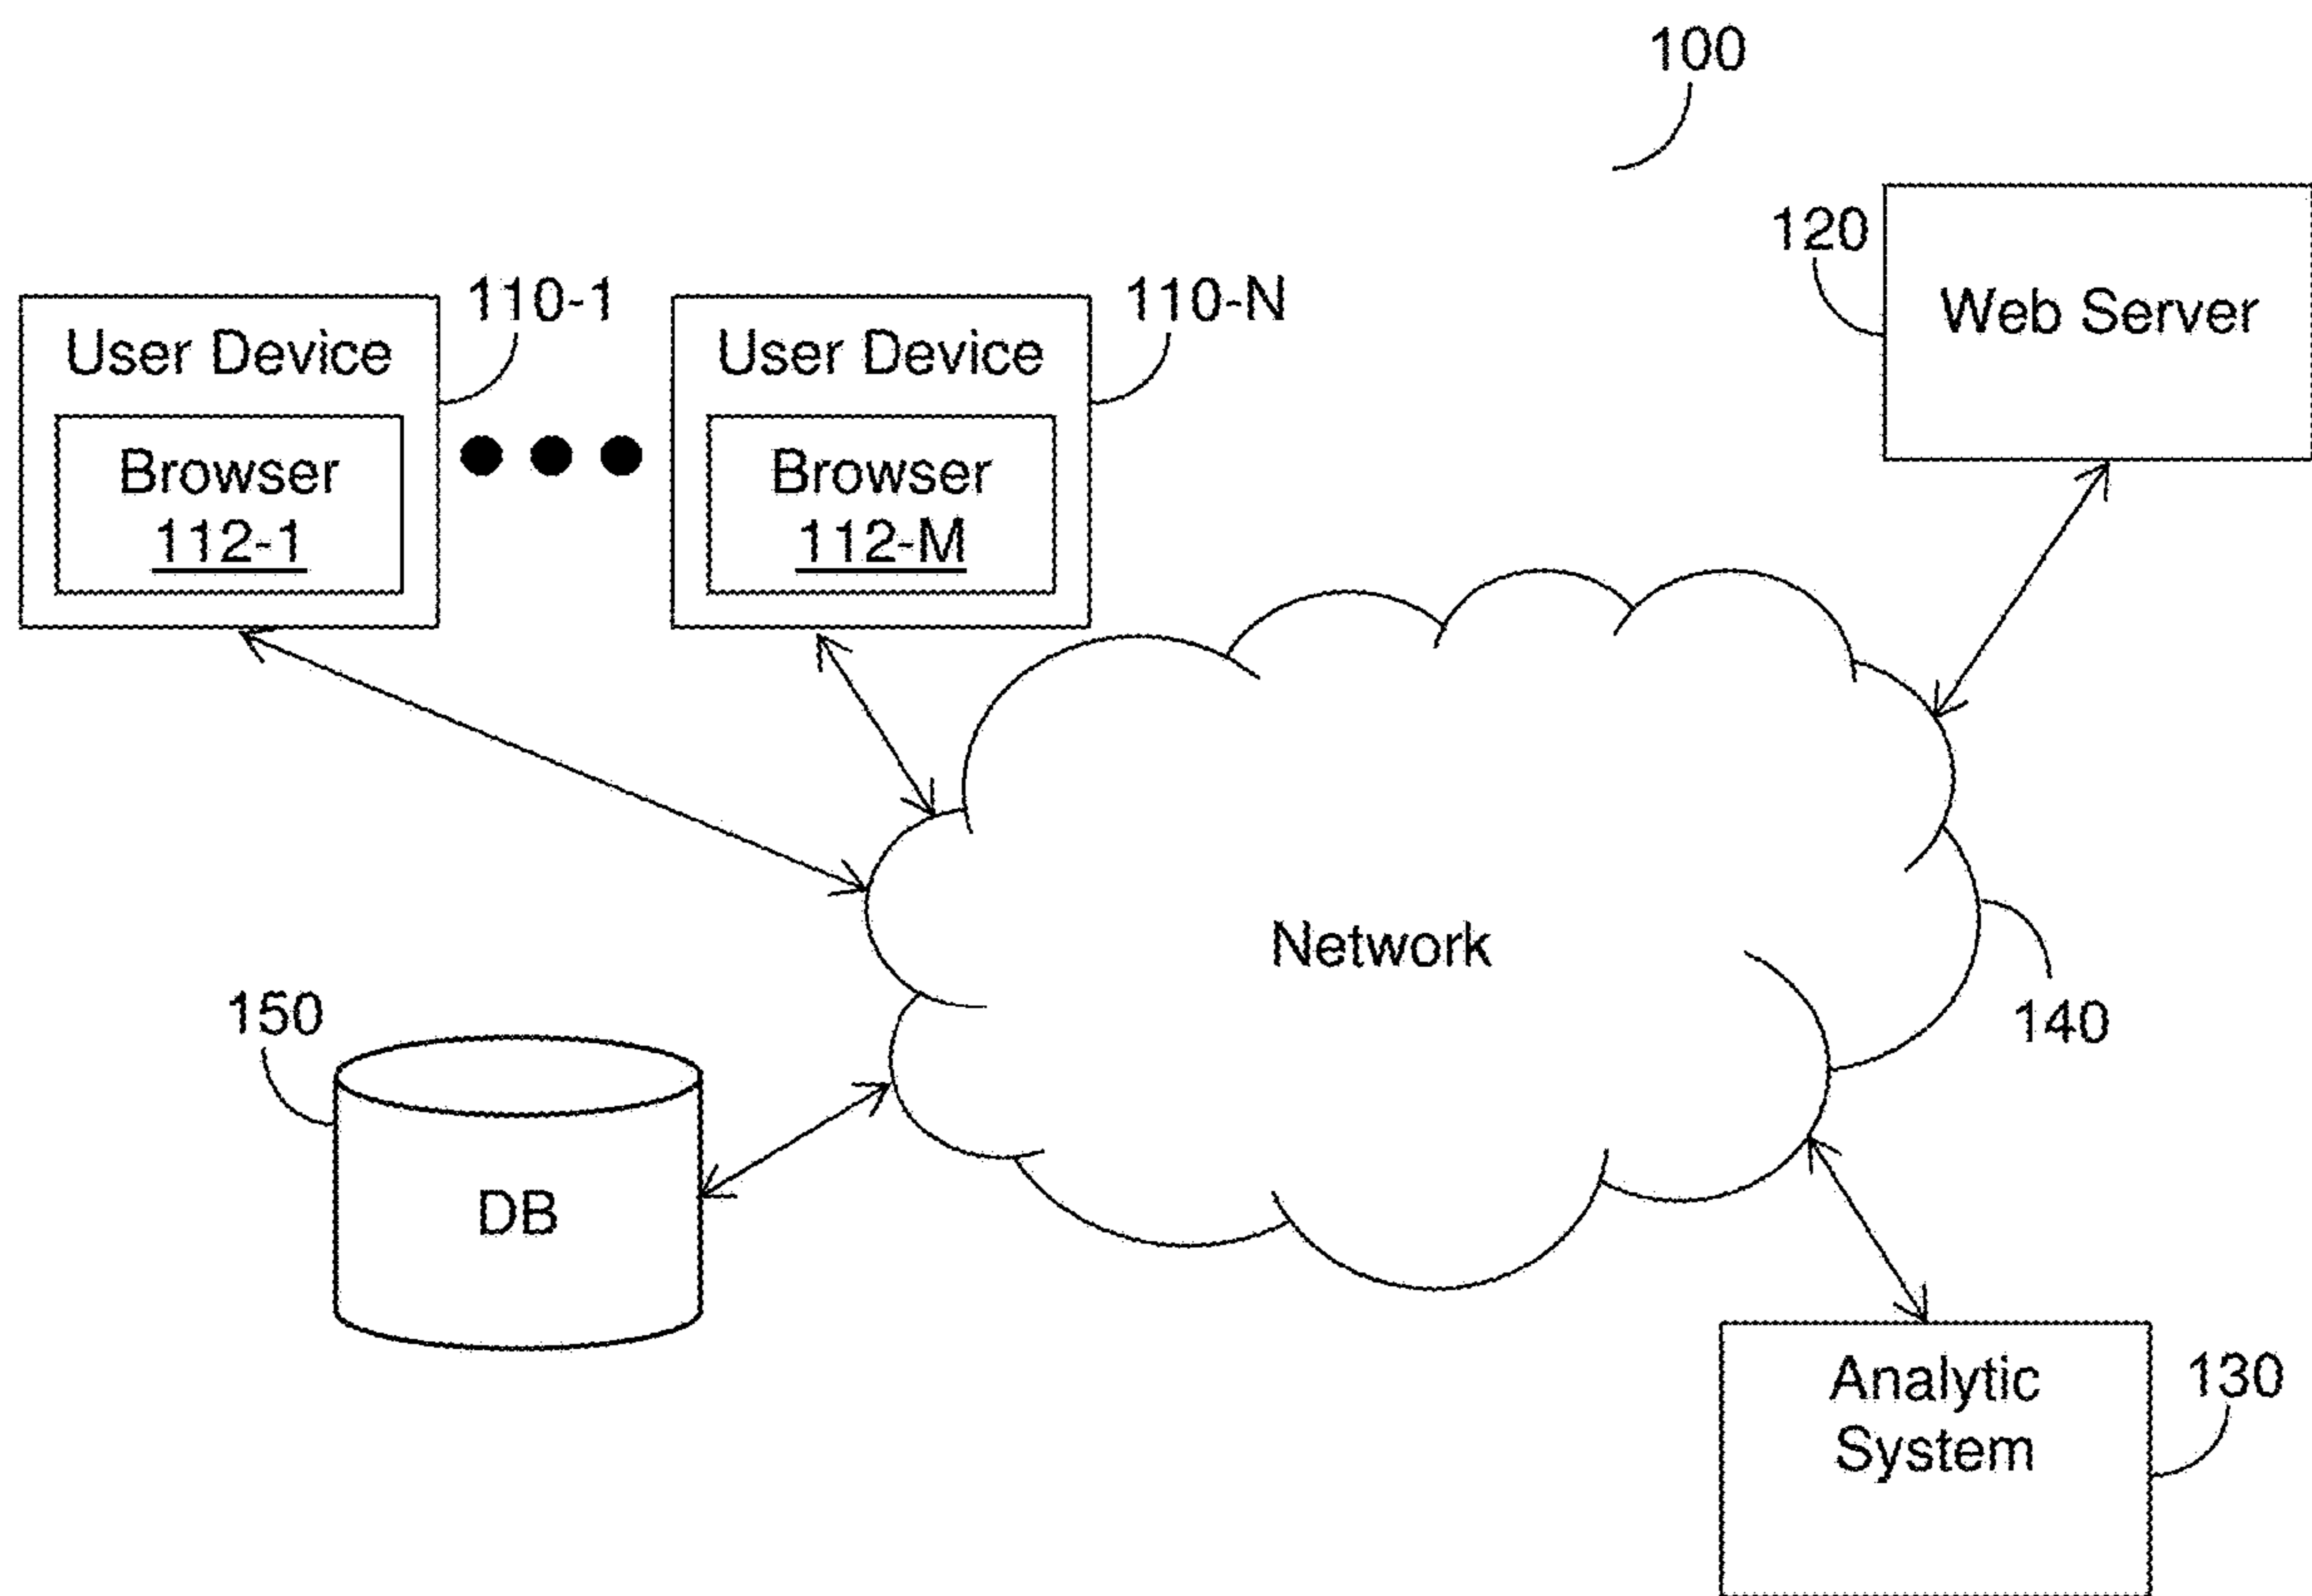 100
120
Web Server
110-1
110-N
User Device
User Device
Browser
112-1
Browser
112-M
Network
140
150
DB
Analytic
System
130